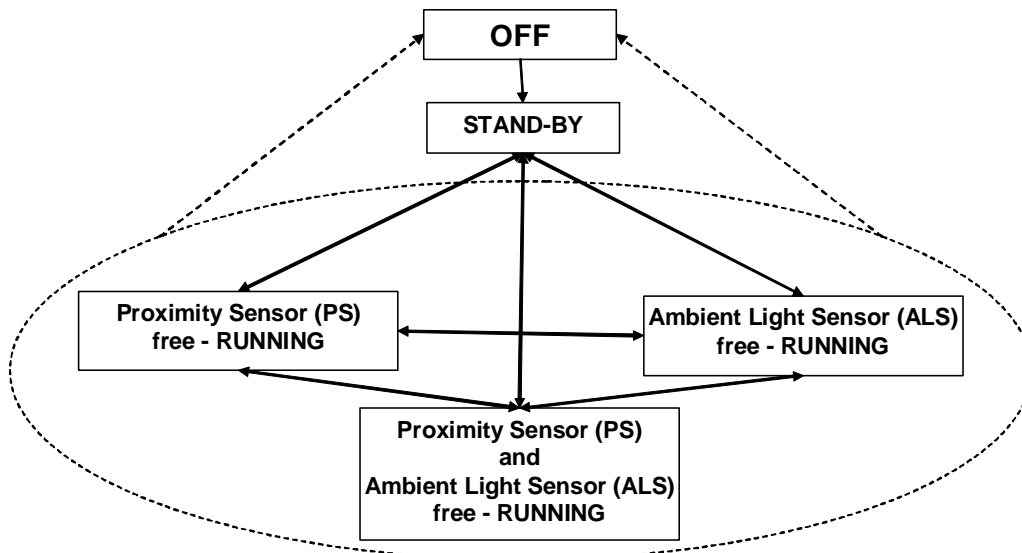 OFF
STAND-BY
Proximity Sensor (PS)
free - RUNNING
Ambient Light Sensor (ALS)
free - RUNNING
Proximity Sensor (PS)
and
Ambient Light Sensor (ALS)
free - RUNNING